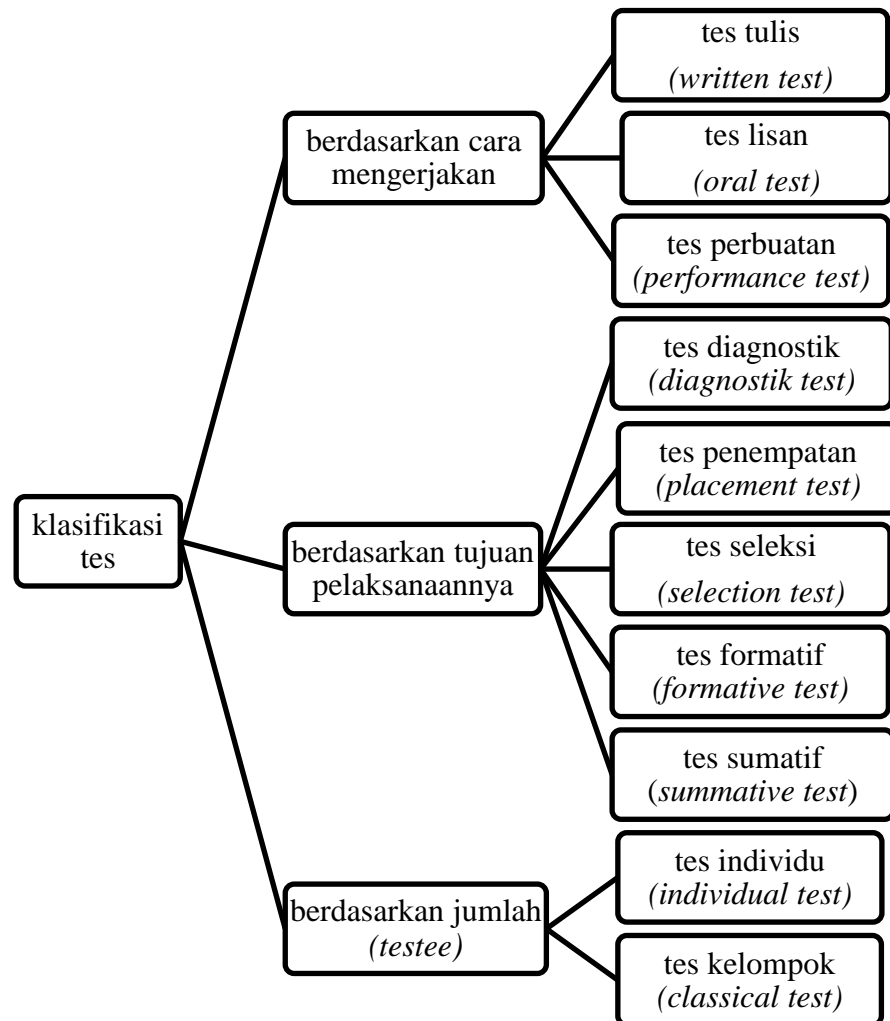 klasifikasi
tes
berdasarkan cara
mengerjakan
tes tulis
(written test)
tes lisan
(oral test)
tes perbuatan
(performance test)
berdasarkan tujuan
pelaksanaannya
tes diagnostik
(diagnostik test)
tes penempatan
(placement test)
tes seleksi
(selection test)
tes formatif
(formative test)
tes sumatif
(summative test)
berdasarkan jumlah
(testee)
tes individu
(individual test)
tes kelompok
(classical test)